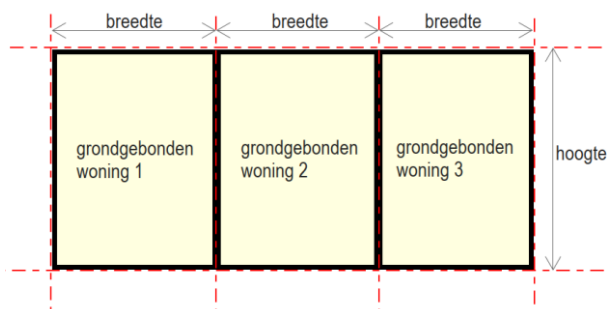 breedte
breedte
breedte
grondgebonden
woning 1
grondgebonden
woning 2
grondgebonden
woning 3
hoogte